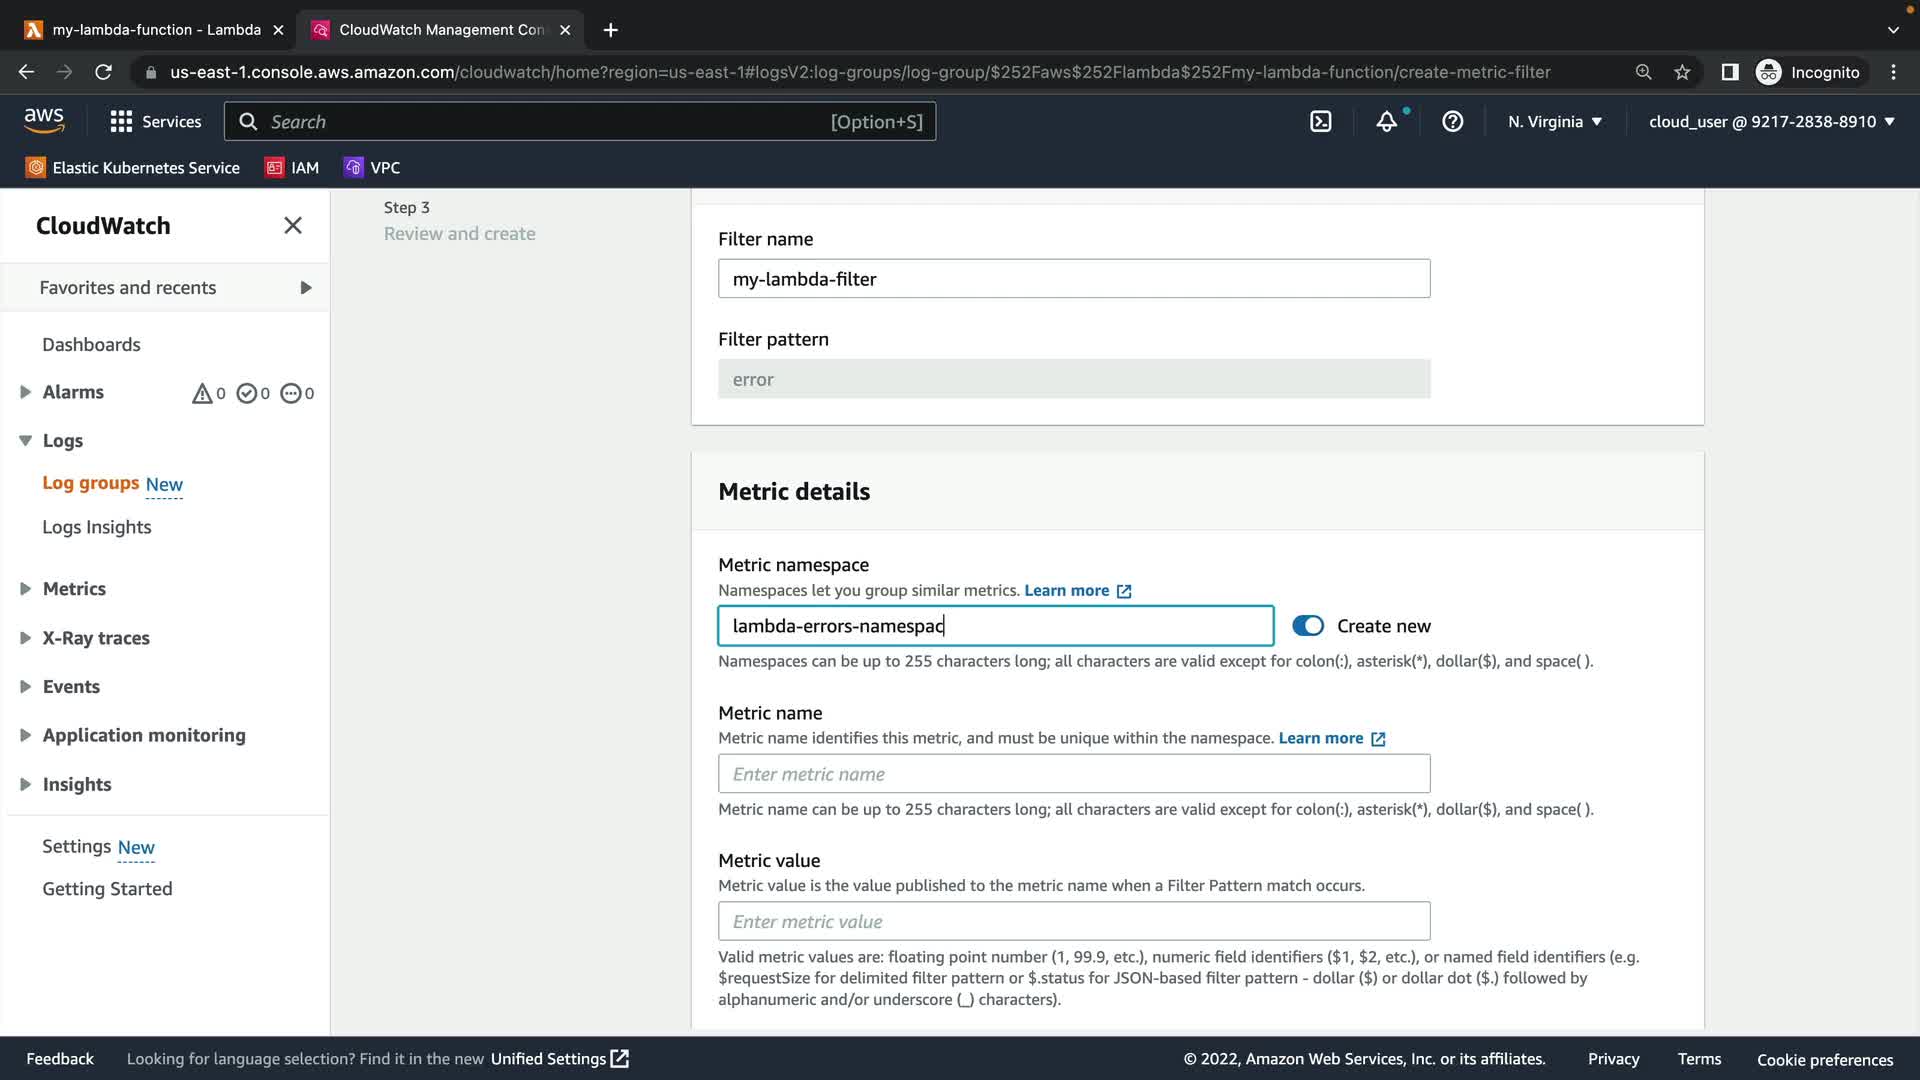 my-lambda-function - Lambda
CloudWatch Management Con
us-east-1.console.aws.amazon.com/cloudwatch/home?region=us-east-1#logsV2:log-groups/log-group/$252Faws$252Flambda$252Fmy-lambda-function/create-metric-filter
Incognito
aws
Services
Search
[Option+S]
N. Virginia
cloud_user @ 9217-2838-8910
Elastic Kubernetes Service
IAM
VPC
CloudWatch
Favorites and recents
Dashboards
Alarms
0
0
0
Logs
Log groups New
Logs Insights
Metrics
X-Ray traces
Events
Application monitoring
Insights
Settings New
Getting Started
Step 3
Review and create
Filter name
my-lambda-filter
Filter pattern
error
Metric details
Metric namespace
Namespaces let you group similar metrics. Learn more
lambda-errors-namespac
Create new
Namespaces can be up to 255 characters long; all characters are valid except for colon(:), asterisk(*), dollar($), and space( ).
Metric name
Metric name identifies this metric, and must be unique within the namespace. Learn more
Enter metric name
Metric name can be up to 255 characters long; all characters are valid except for colon(:), asterisk(*), dollar($), and space( ).
Metric value
Metric value is the value published to the metric name when a Filter Pattern match occurs.
Enter metric value
Valid metric values are: floating point number (1, 99.9, etc.), numeric field identifiers ($1, $2, etc.), or named field identifiers (e.g.
$requestSize for delimited filter pattern or $.status for JSON-based filter pattern - dollar ($) or dollar dot ($.) followed by
alphanumeric and/or underscore (_) characters).
Feedback
Looking for language selection? Find it in the new Unified Settings
© 2022, Amazon Web Services, Inc. or its affiliates.
Privacy
Terms
Cookie preferences